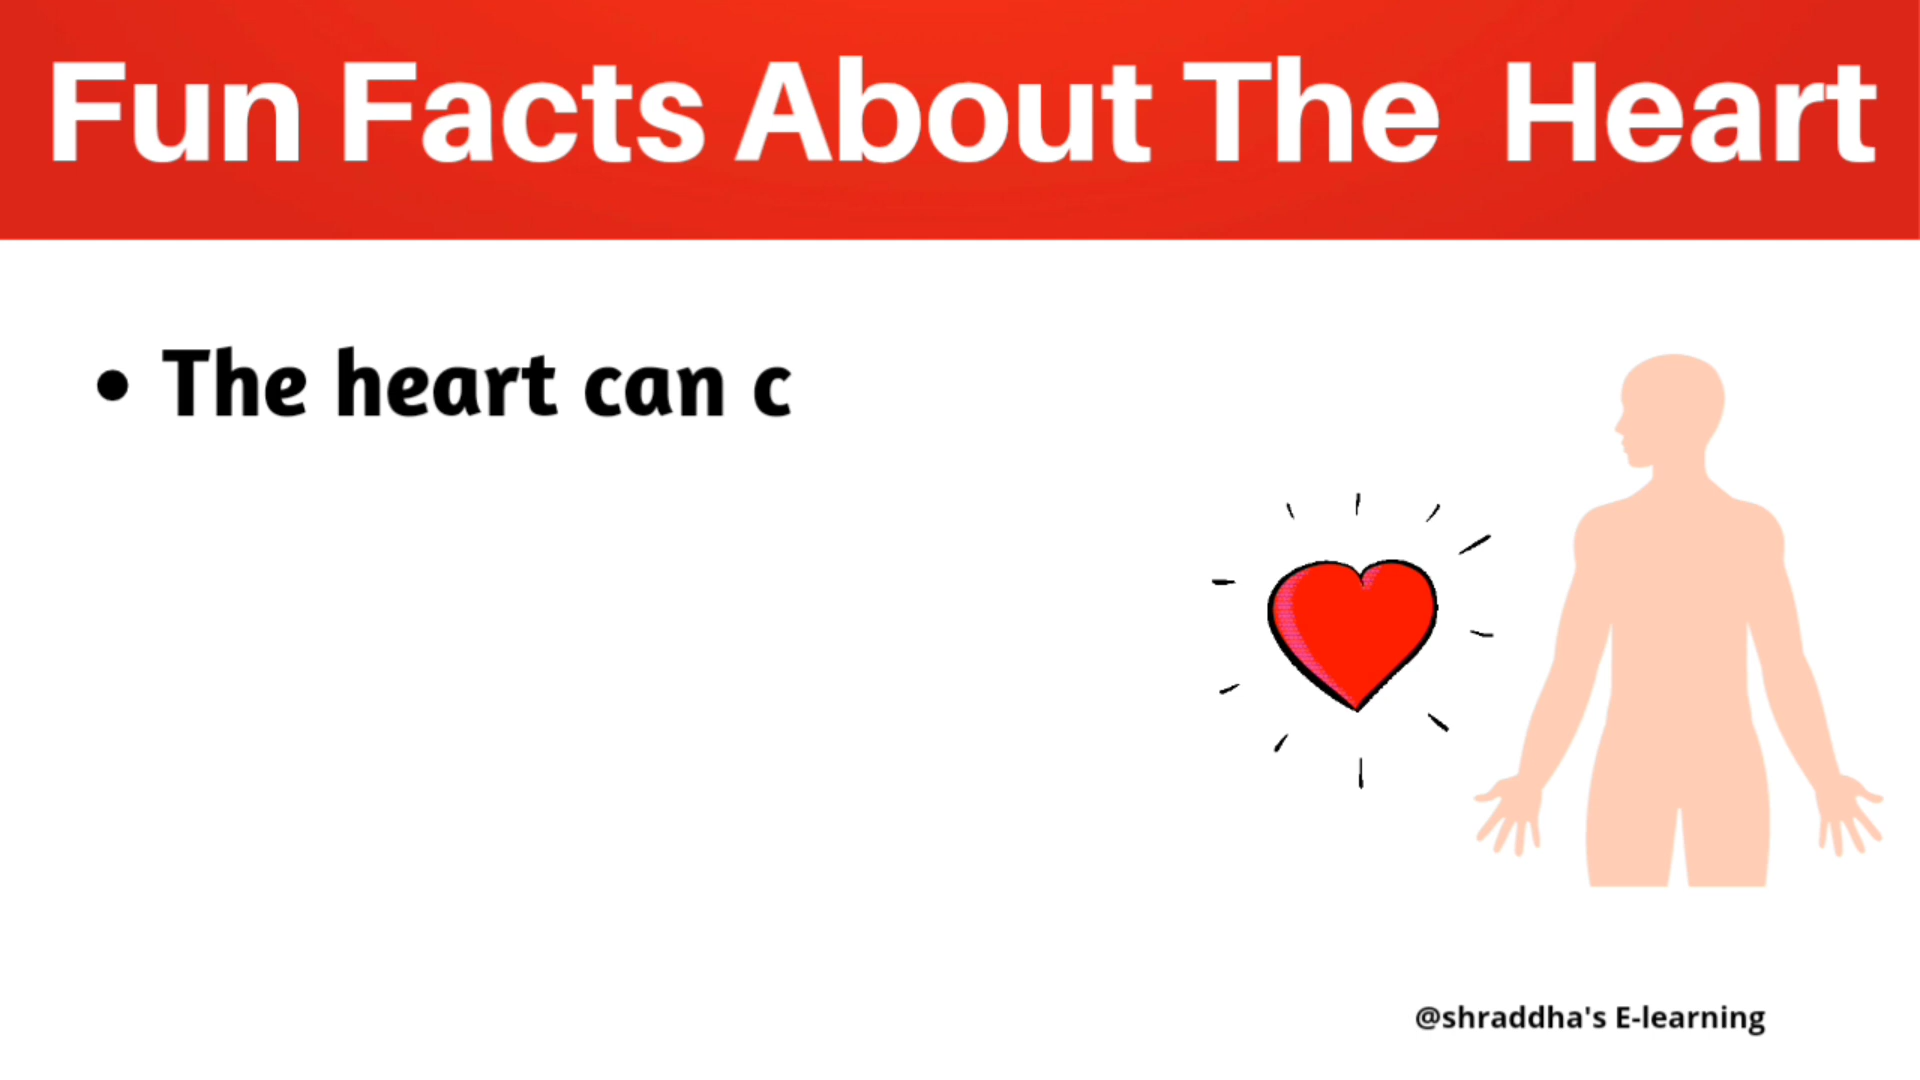 Fun Facts About The Heart
• The heart can c
@shraddha's E-learning